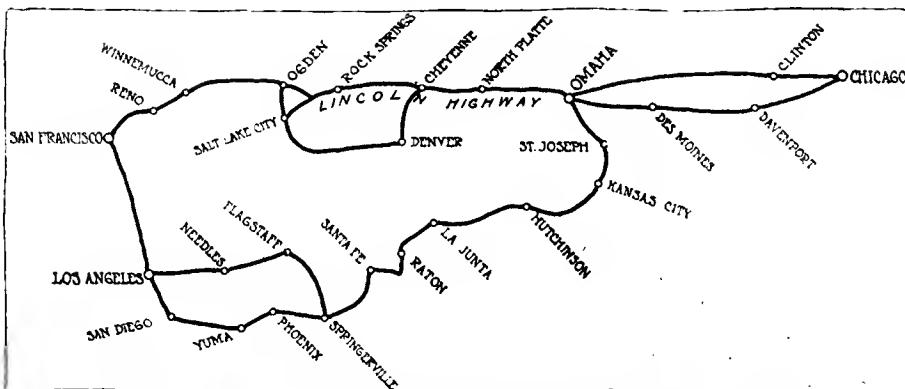 WINNEMUCCA
RENO
SAN FRANCISCO
OGDEN
SALT LAKE CITY
ROCK SPRINGS
LINCOLN HIGHWAY
CHEYENNE
DENVER
NORTH PLATTE
OMAHA
CLINTON
CHICAGO
DES MOINES
DAVENPORT
ST. JOSEPH
KANSAS CITY
HUTCHINSON
LA JUNTA
RATON
SANTA FE
FLAGSTAFF
NEEDLES
LOS ANGELES
SAN DIEGO
YUMA
PHOENIX
SPRINGERVILLE